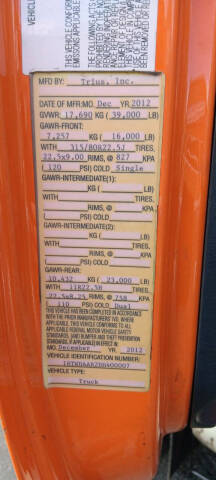 MFD BY: Trius, Inc.
DATE OF MFR: MO. Dec YR. 2012
GVWR: 17,690 KG ( 39,000 LB)
GAWR-FRONT:
7,257 KG ( 16,000 LB)
WITH 315/80R22.5J TIRES,
22.5x9.00 RIMS, @ 827 KPA
( 120 PSI) COLD Single
GAWR-INTERMEDIATE(1):
KG ( LB)
WITH TIRES,
RIMS, @ KPA
( PSI) COLD
GAWR-INTERMEDIATE(2):
KG ( LB)
WITH TIRES,
RIMS, @ KPA
( PSI) COLD
GAWR-REAR:
10,432 KG ( 23,000 LB)
WITH 11R22.5H TIRES,
22.5x8.25 RIMS, @ 758 KPA
( 110 PSI) COLD Dual
THIS VEHICLE HAS BEEN COMPLETED IN ACCORDANCE
WITH THE PRIOR MANUFACTURERS' IVD, WHERE
APPLICABLE. THIS VEHICLE CONFORMS TO ALL
APPLICABLE FEDERAL MOTOR VEHICLE SAFETY
STANDARDS, [AND BUMPER AND THEFT PREVENTION
STANDARDS, IF APPLICABLE] IN EFFECT IN
MO. December YR. 2012
VEHICLE IDENTIFICATION NUMBER:
VEHICLE TYPE:
Truck